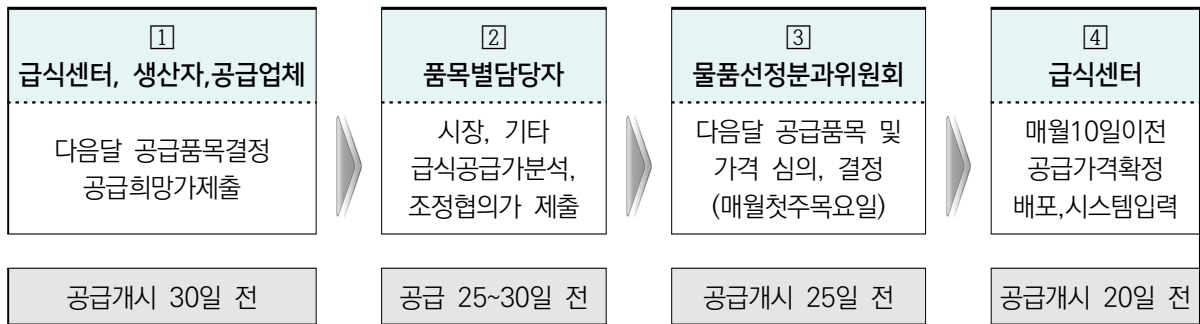 1
급식센터, 생산자,공급업체
다음달 공급품목결정
공급희망가제출
공급개시 30일 전
2
품목별담당자
시장, 기타
급식공급가분석,
조정협의가 제출
공급 25~30일 전
3
물품선정분과위원회
다음달 공급품목 및
가격 심의, 결정
(매월첫주목요일)
공급개시 25일 전
4
급식센터
매월10일이전
공급가격확정
배포,시스템입력
공급개시 20일 전